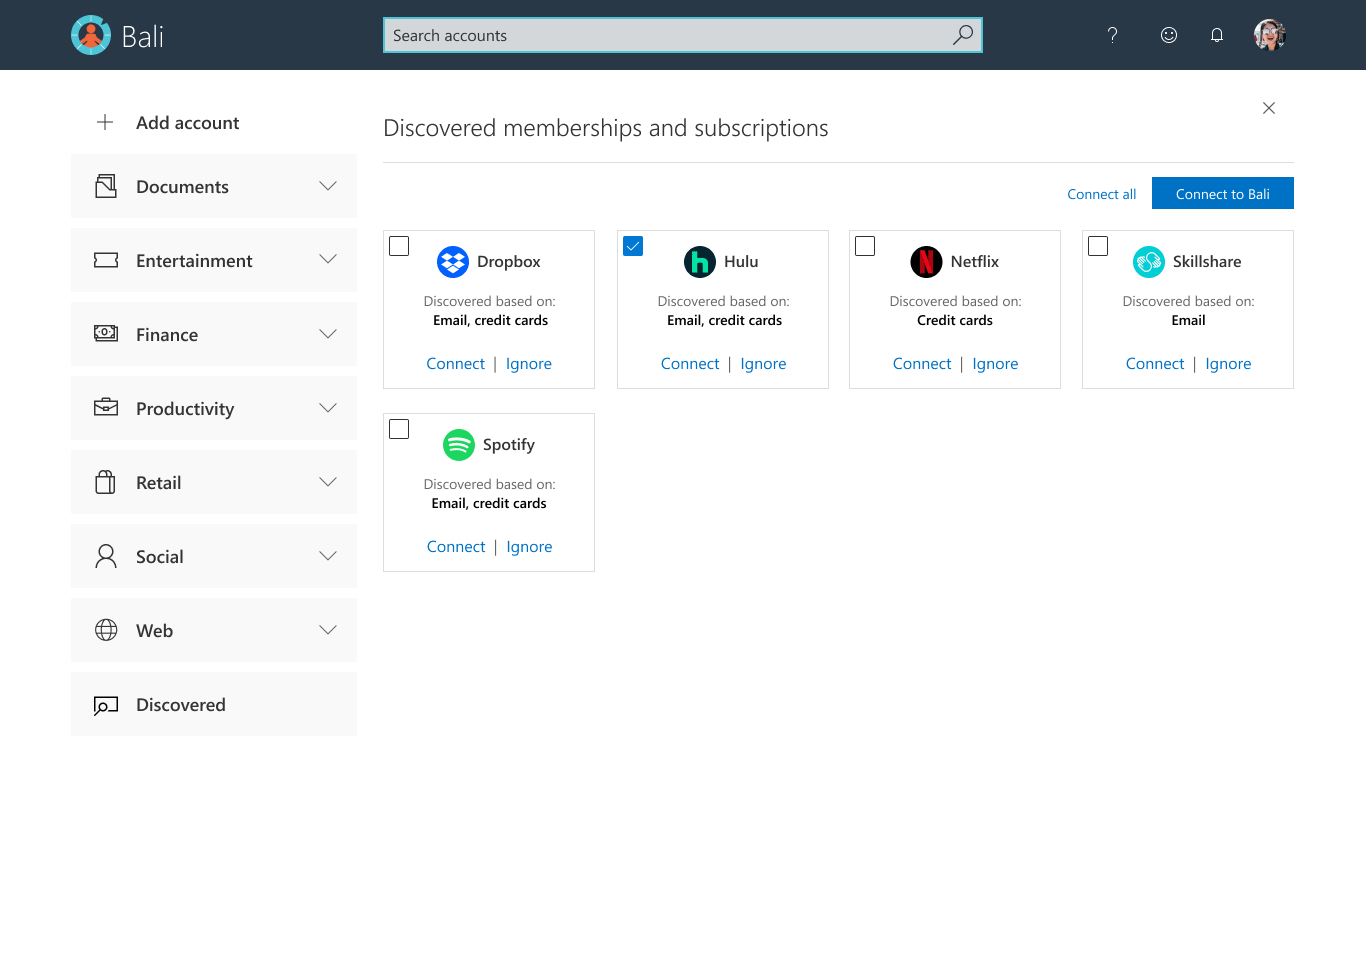 Bali
Search accounts
?
Add account
Documents
Entertainment
Finance
Productivity
Retail
Social
Web
Discovered
Discovered memberships and subscriptions
Connect all
Connect to Bali
Dropbox
Discovered based on:
Email, credit cards
Connect | Ignore
Hulu
Discovered based on:
Email, credit cards
Connect | Ignore
Netflix
Discovered based on:
Credit cards
Connect | Ignore
Skillshare
Discovered based on:
Email
Connect | Ignore
Spotify
Discovered based on:
Email, credit cards
Connect | Ignore